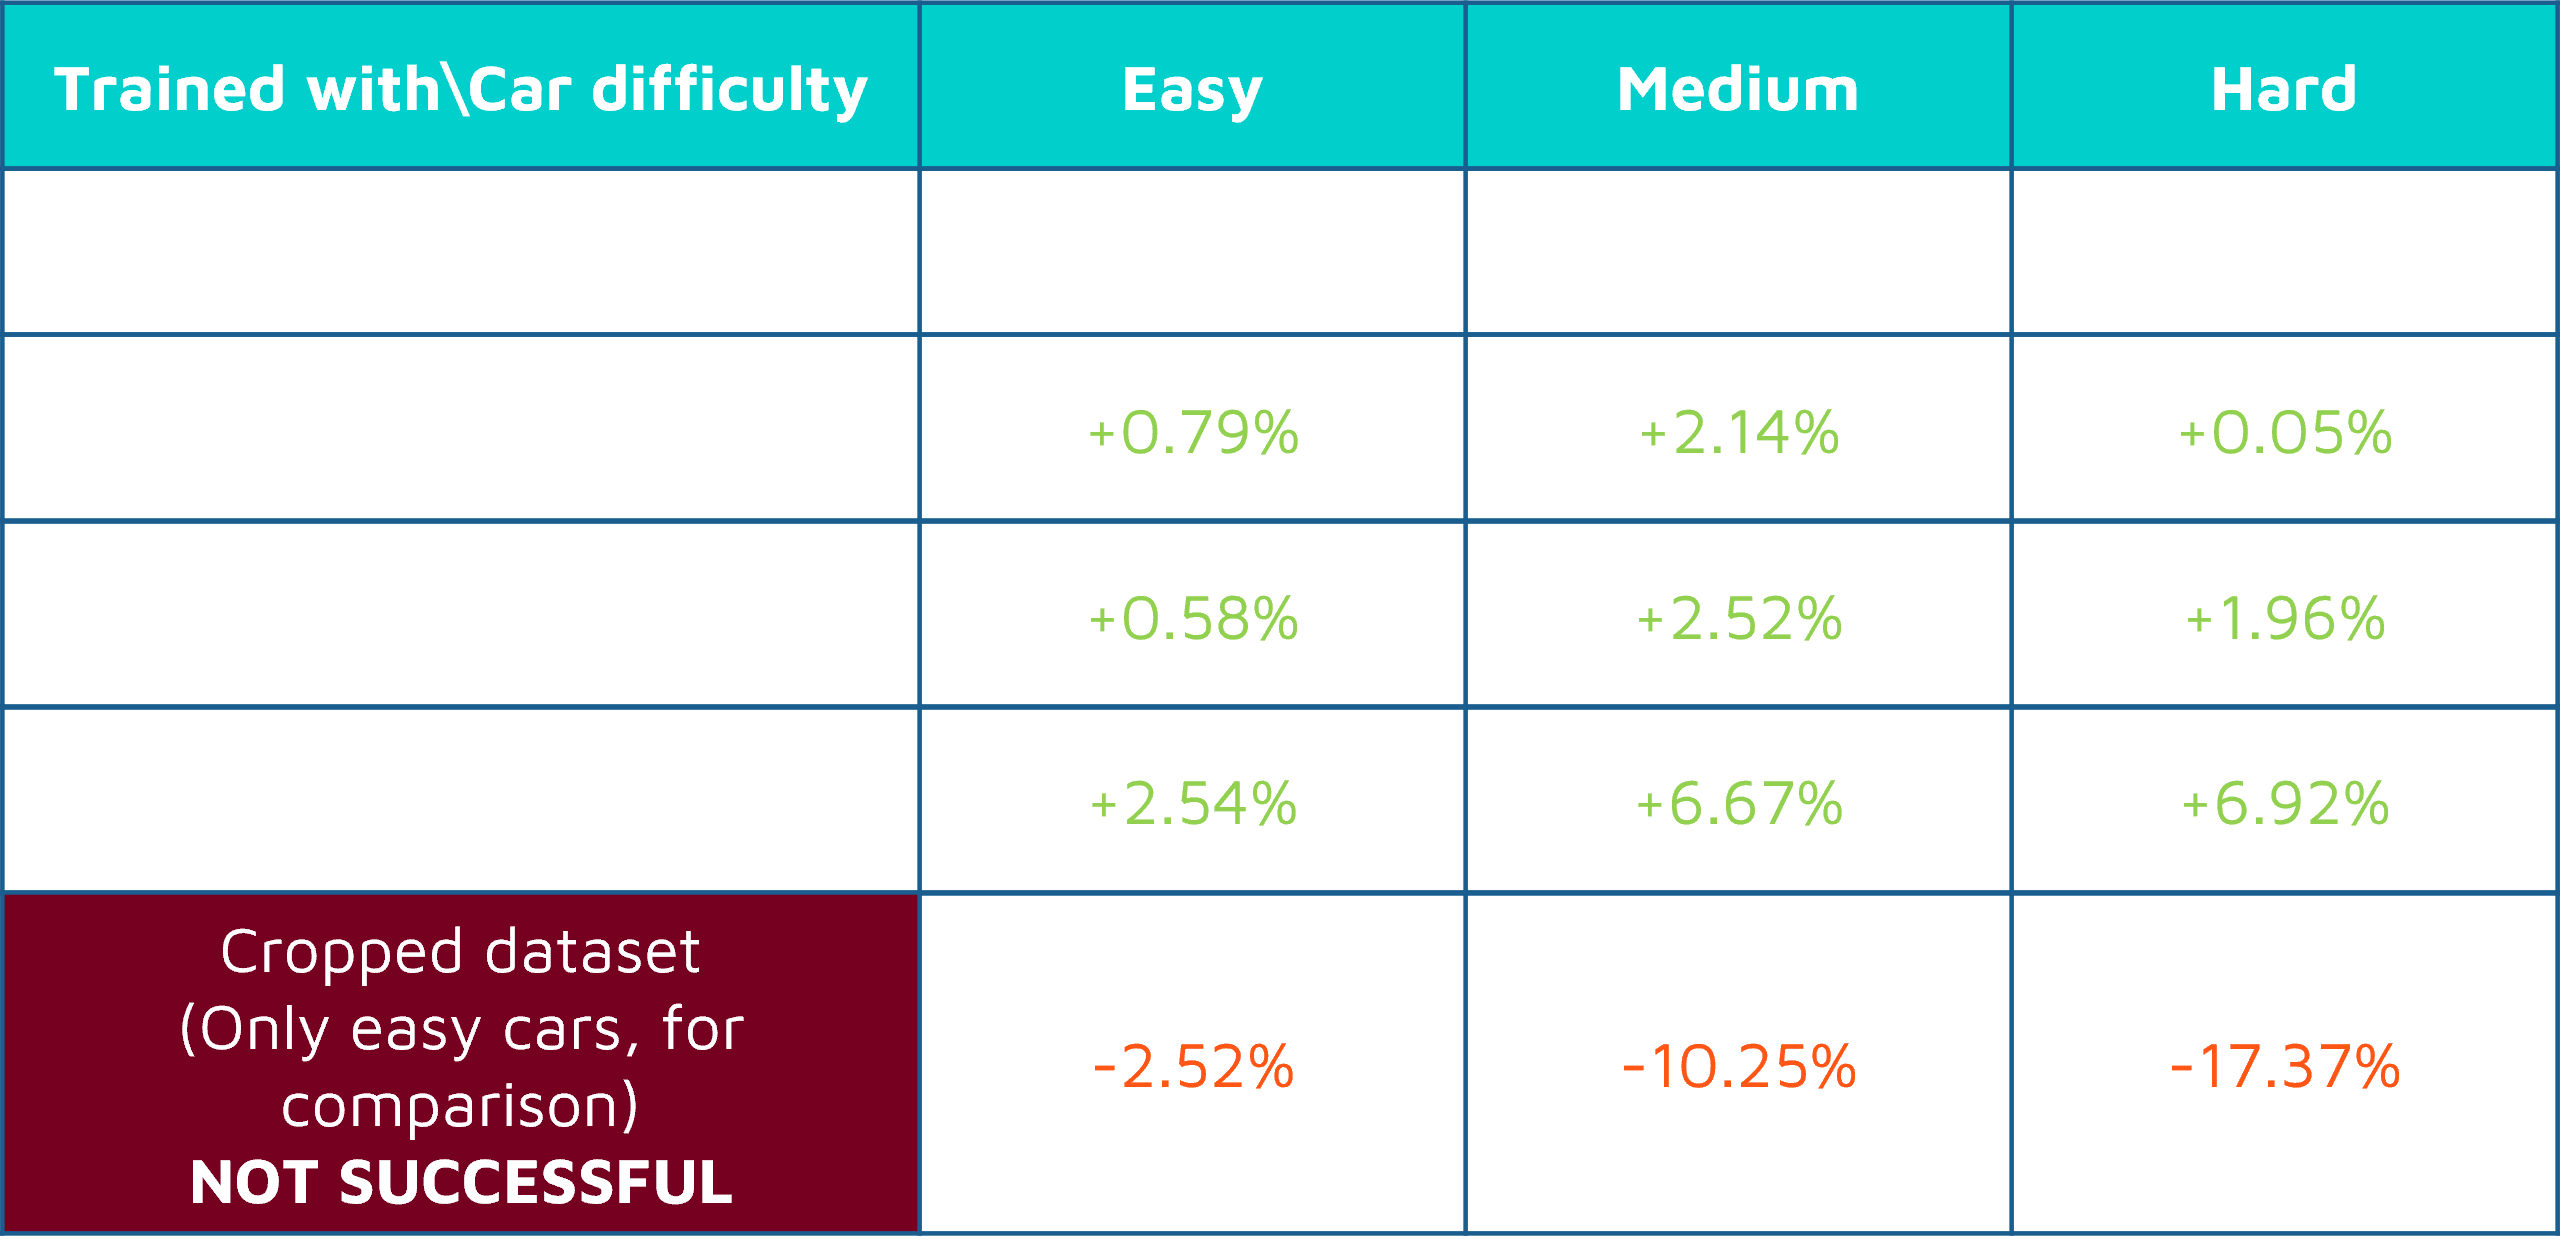 Trained with\Car difficulty Easy Medium Hard
+0.79% +2.14% +0.05%
+0.58% +2.52% +1.96%
+2.54% +6.67% +6.92%
Cropped dataset
(Only easy cars, for
comparison)
NOT SUCCESSFUL
-2.52% -10.25% -17.37%